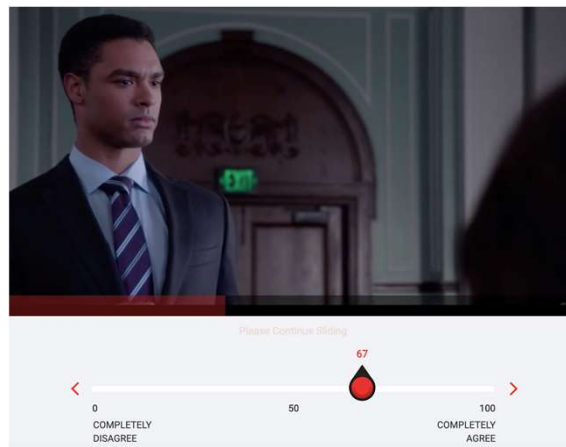 EXIT
Please Continue Sliding
67
0 50 100
COMPLETELY DISAGREE
COMPLETELY AGREE